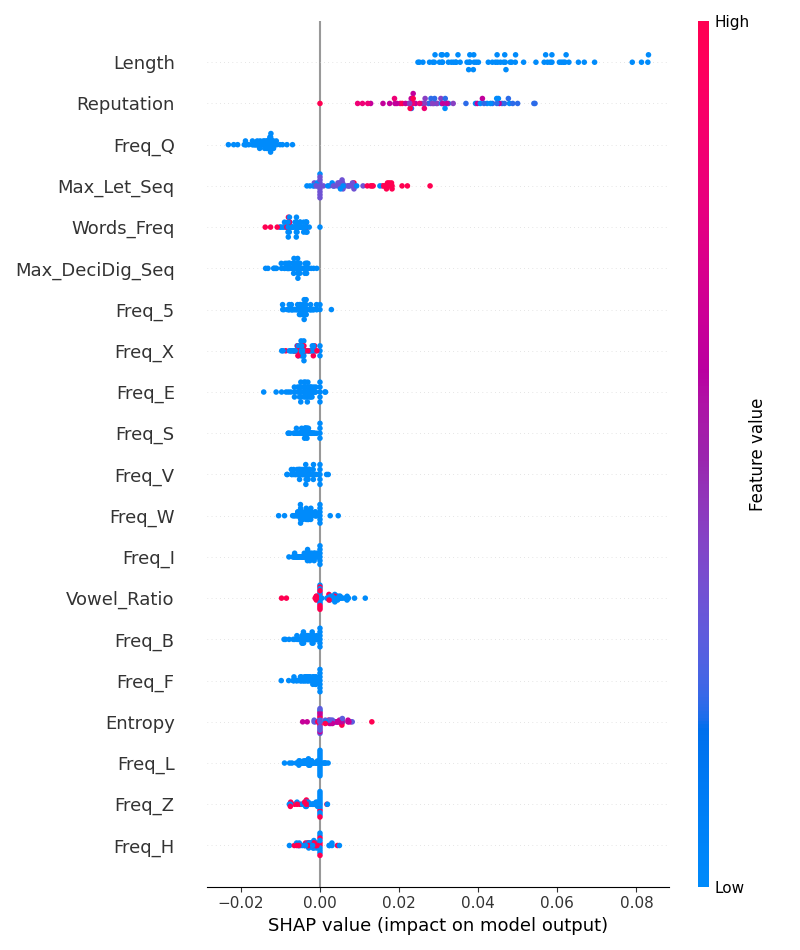 High
Length
Reputation
Freq_Q
Max_Let_Seq
Words_Freq
Max_DeciDig_Seq
Freq_5
Freq_X
Freq_E
Freq_S
Freq_V
Freq_W
Freq_I
Vowel_Ratio
Freq_B
Freq_F
Entropy
Freq_L
Freq_Z
Freq_H
Feature value
Low
−0.02 0.00 0.02 0.04 0.06 0.08
SHAP value (impact on model output)